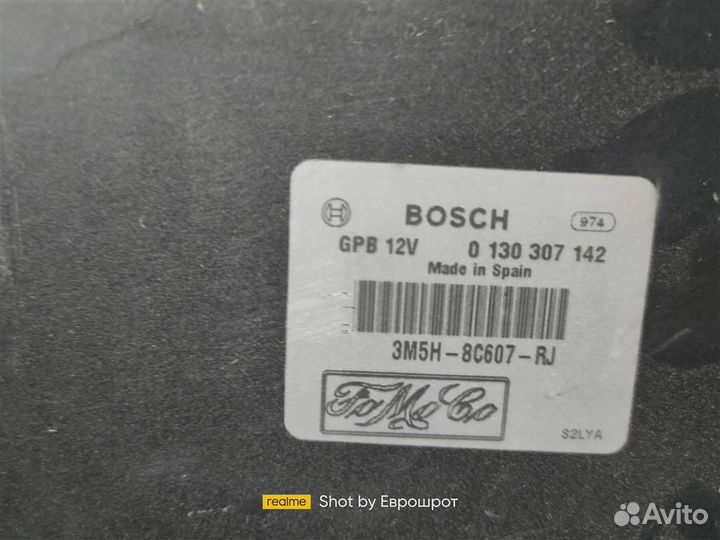 BOSCH
974
GPB 12V 0 130 307 142
Made in Spain
3M5H-8C607-RJ
FoMoCo
S2LYA
realme Shot by Еврошрот
Avito